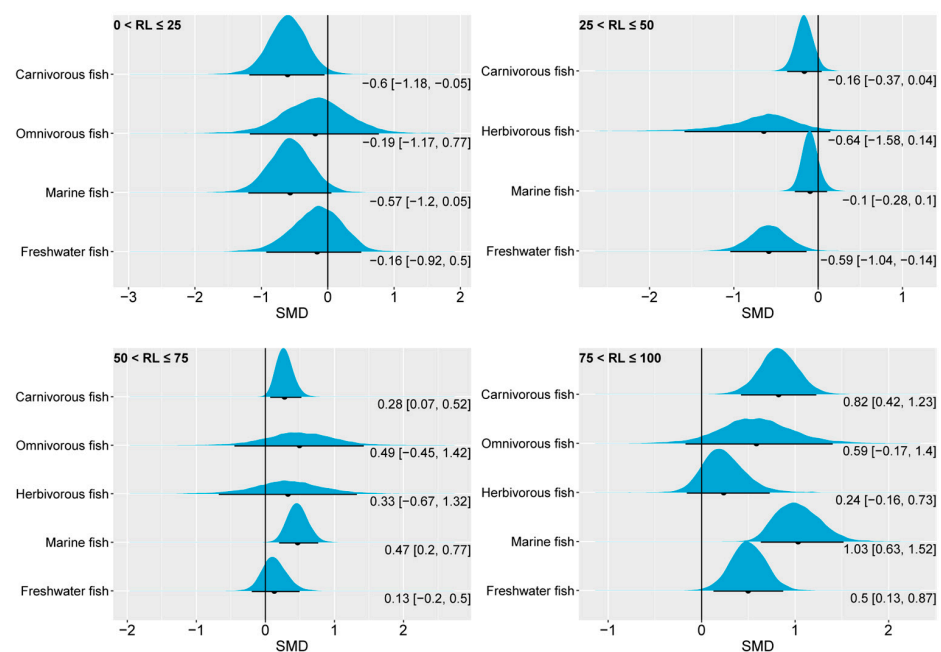 0 < RL ≤ 25
Carnivorous fish
−0.6 [−1.18, −0.05]
Omnivorous fish
−0.19 [−1.17, 0.77]
Marine fish
−0.57 [−1.2, 0.05]
Freshwater fish
−0.16 [−0.92, 0.5]
−3 −2 −1 0 1 2
SMD
25 < RL ≤ 50
Carnivorous fish
−0.16 [−0.37, 0.04]
Herbivorous fish
−0.64 [−1.58, 0.14]
Marine fish
−0.1 [−0.28, 0.1]
Freshwater fish
−0.59 [−1.04, −0.14]
−2 −1 0 1
SMD
50 < RL ≤ 75
Carnivorous fish
0.28 [0.07, 0.52]
Omnivorous fish
0.49 [−0.45, 1.42]
Herbivorous fish
0.33 [−0.67, 1.32]
Marine fish
0.47 [0.2, 0.77]
Freshwater fish
0.13 [−0.2, 0.5]
−2 −1 0 1 2
SMD
75 < RL ≤ 100
Carnivorous fish
0.82 [0.42, 1.23]
Omnivorous fish
0.59 [−0.17, 1.4]
Herbivorous fish
0.24 [−0.16, 0.73]
Marine fish
1.03 [0.63, 1.52]
Freshwater fish
0.5 [0.13, 0.87]
−1 0 1 2
SMD